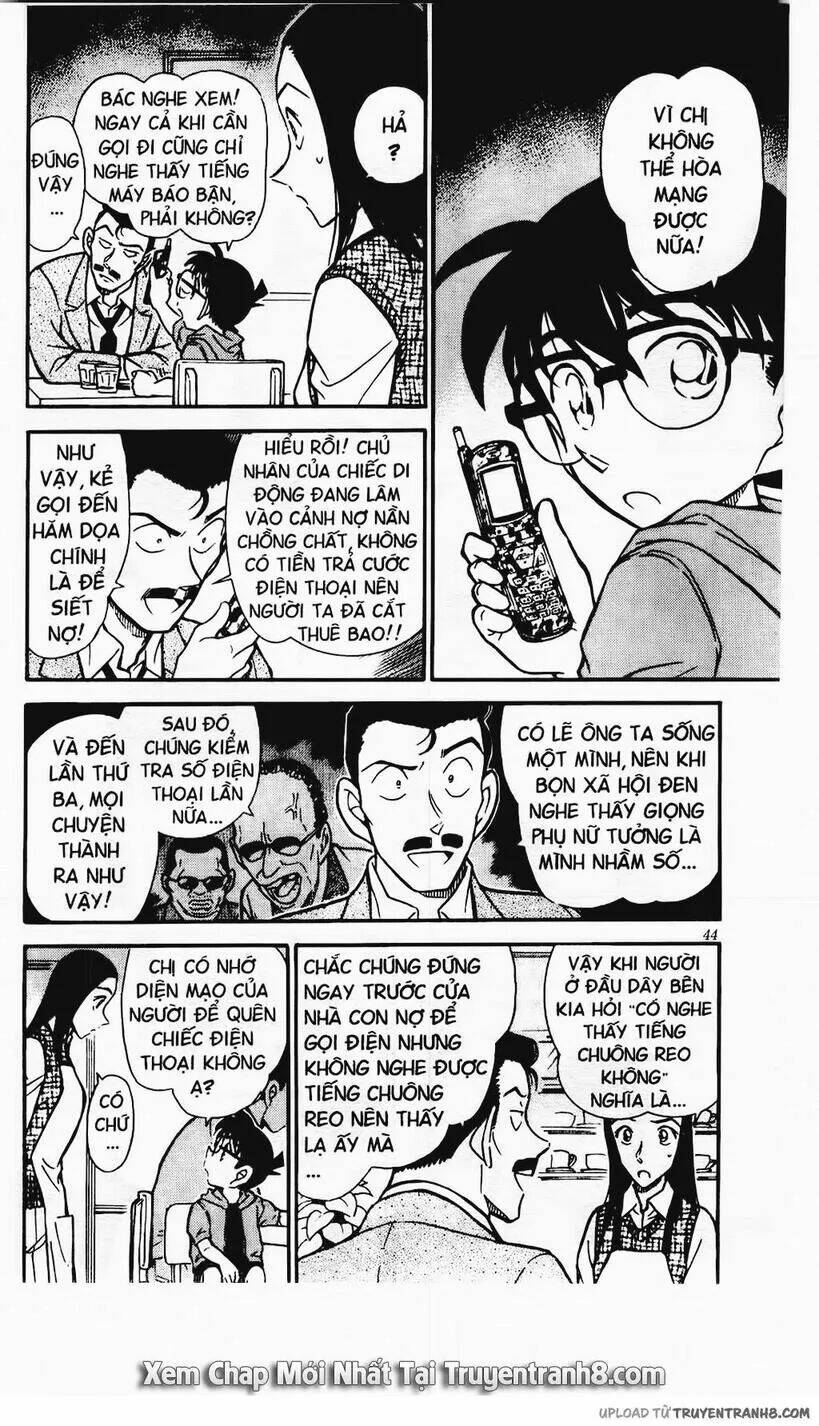 VÌ CHỊ
KHÔNG
THỂ HÒA
MẠNG
ĐƯỢC
NỮA!
HẢ
?
BÁC NGHE XEM!
NGAY CẢ KHI CẦN
GỌI ĐI CŨNG CHỈ
NGHE THẤY TIẾNG
MÁY BÁO BẬN,
PHẢI KHÔNG?
ĐÚNG
VẬY
...
HIỂU RỒI! CHỦ
NHÂN CỦA CHIẾC DI
ĐỘNG ĐANG LÂM
VÀO CẢNH NỢ NẦN
CHỒNG CHẤT, KHÔNG
CÓ TIỀN TRẢ CƯỚC
ĐIỆN THOẠI NÊN
NGƯỜI TA ĐÃ CẮT
THUÊ BAO!!
NHƯ
VẬY, KẺ
GỌI ĐẾN
HĂM DỌA
CHÍNH
LÀ ĐỂ
SIẾT
NỢ!
CÓ LẼ ÔNG TA SỐNG
MỘT MÌNH, NÊN KHI
BỌN XÃ HỘI ĐEN
NGHE THẤY GIỌNG
PHỤ NỮ TƯỞNG LÀ
MÌNH NHẦM SỐ...
SAU ĐÓ,
CHÚNG KIỂM
TRA SỐ ĐIỆN
THOẠI LẦN
NỮA...
VÀ ĐẾN
LẦN THỨ
BA, MỌI
CHUYỆN
THÀNH
RA NHƯ
VẬY!
44
VẬY KHI NGƯỜI
Ở ĐẦU DÂY BÊN
KIA HỎI "CÓ NGHE
THẤY TIẾNG
CHUÔNG REO
KHÔNG"
NGHĨA LÀ...
CHẮC CHÚNG ĐỨNG
NGAY TRƯỚC CỬA
NHÀ CON NỢ ĐỂ
GỌI ĐIỆN NHƯNG
KHÔNG NGHE ĐƯỢC
TIẾNG CHUÔNG
REO NÊN THẤY
LẠ ẤY MÀ
...
CHỊ CÓ NHỚ
DIỆN MẠO CỦA
NGƯỜI ĐỂ QUÊN
CHIẾC ĐIỆN
THOẠI KHÔNG
Ạ?
CÓ
CHỨ
...
Xem Chap Mới Nhất Tại Truyentranh8.com
UPLOAD TỪ TRUYENTRANH8.COM